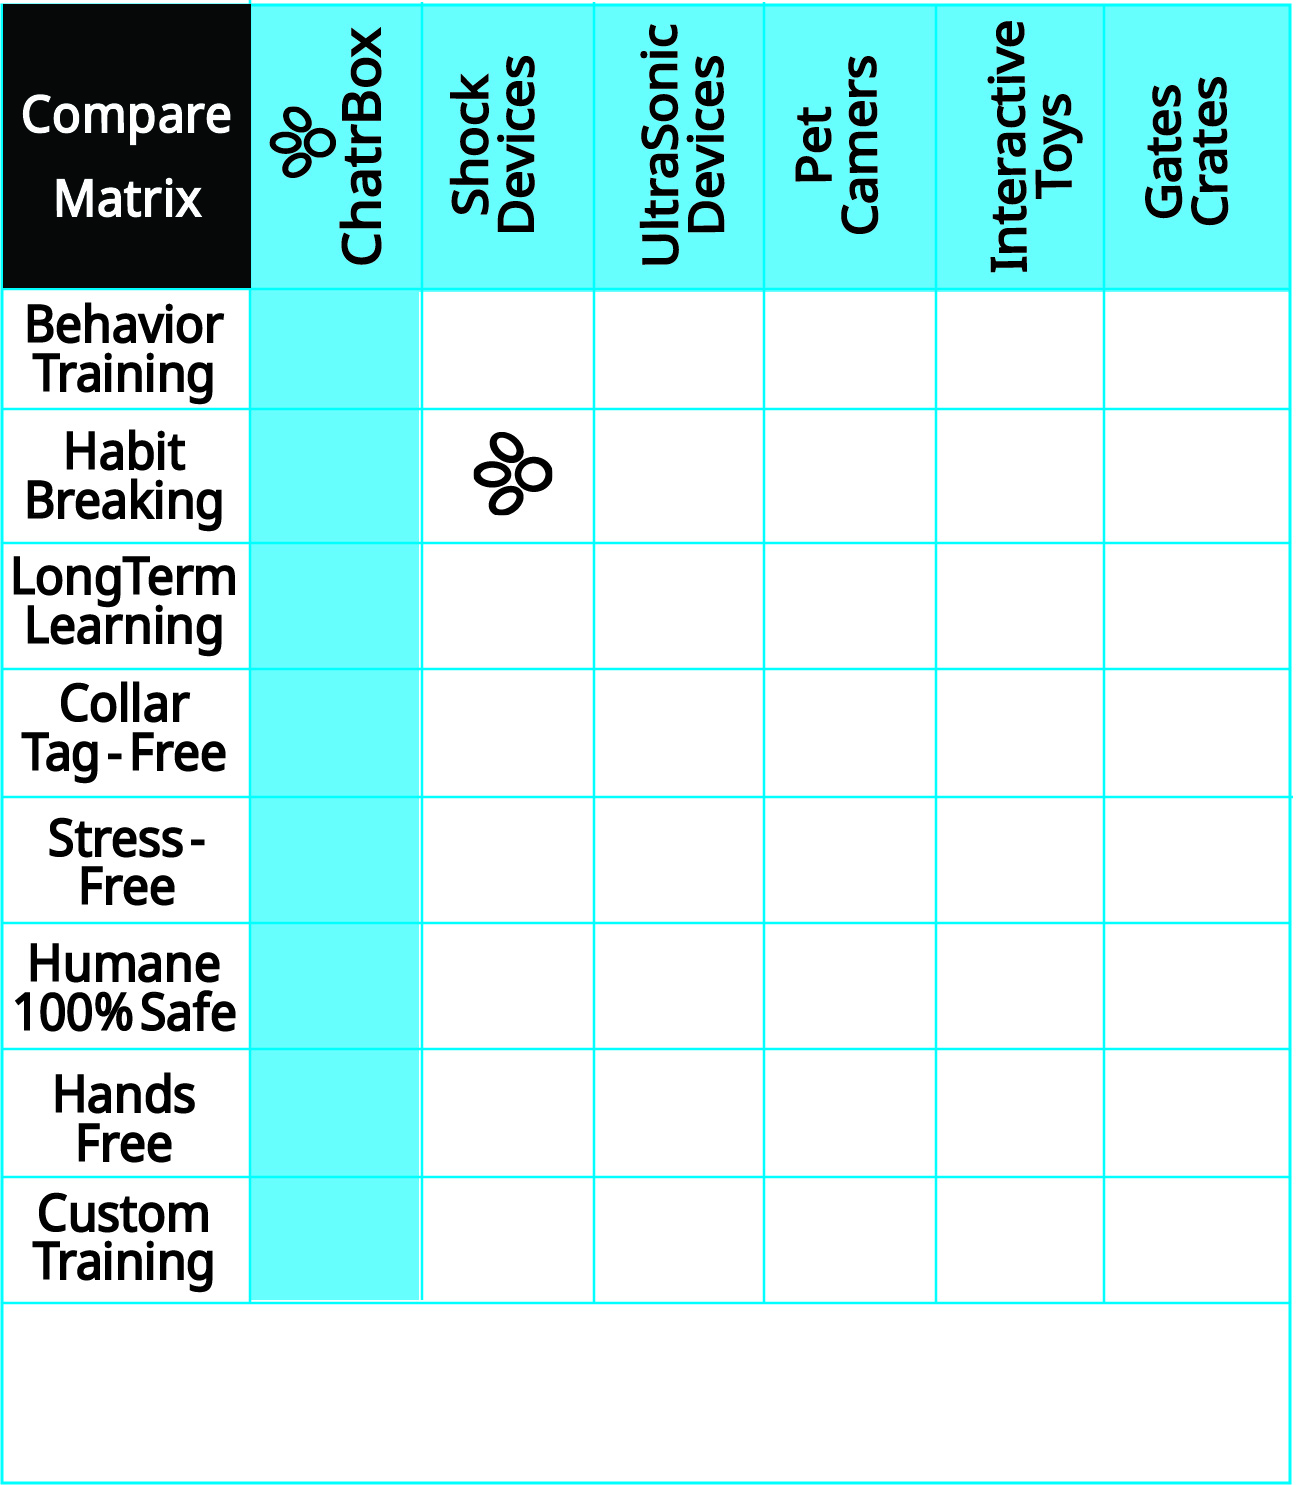 Compare
Matrix
ChatrBox
Shock
Devices
UltraSonic
Devices
Pet
Camers
Interactive
Toys
Gates
Crates
Behavior
Training
Habit
Breaking
LongTerm
Learning
Collar
Tag - Free
Stress -
Free
Humane
100% Safe
Hands
Free
Custom
Training